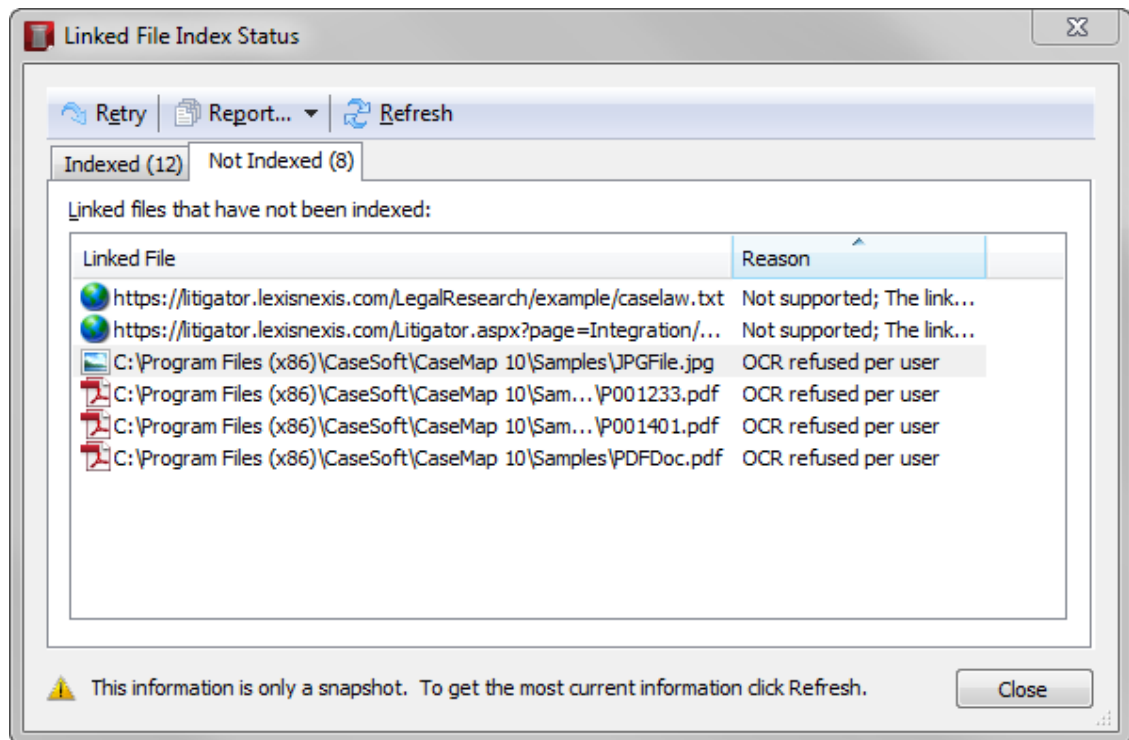 Linked File Index Status
Retry Report... Refresh
Indexed (12) Not Indexed (8)
Linked files that have not been indexed:
Linked File Reason
https://litigator.lexisnexis.com/LegalResearch/example/caselaw.txt Not supported; The link...
https://litigator.lexisnexis.com/Litigator.aspx?page=Integration/... Not supported; The link...
C:\Program Files (x86)\CaseSoft\CaseMap 10\Samples\JPGFile.jpg OCR refused per user
C:\Program Files (x86)\CaseSoft\CaseMap 10\Sam...\P001233.pdf OCR refused per user
C:\Program Files (x86)\CaseSoft\CaseMap 10\Sam...\P001401.pdf OCR refused per user
C:\Program Files (x86)\CaseSoft\CaseMap 10\Samples\PDFDoc.pdf OCR refused per user
This information is only a snapshot. To get the most current information click Refresh.
Close